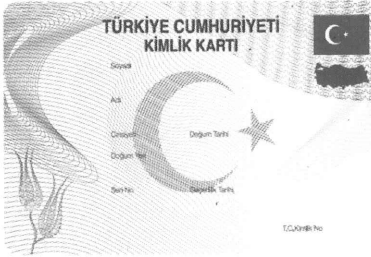 TÜRKİYE CUMHURİYETİ
KİMLİK KARTI
Soyadı
Adı
Cinsiyeti Doğum Tarihi
Doğum Yeri
Seri No Geçerlilik Tarihi
T.C.Kimlik No